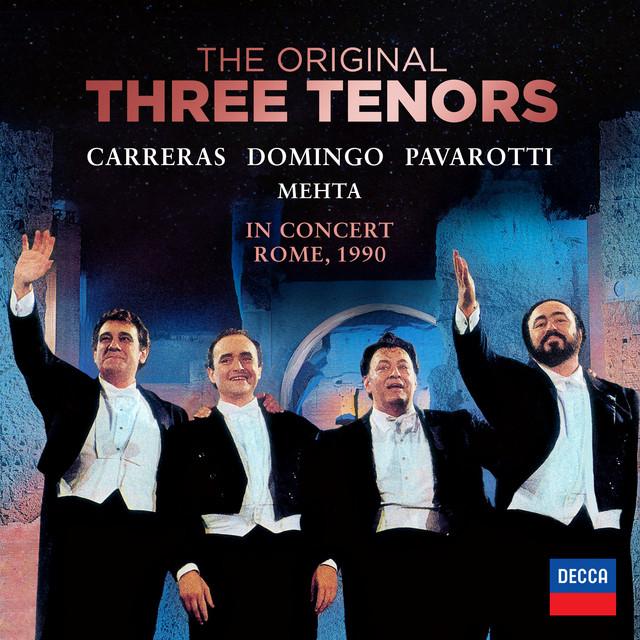 THE ORIGINAL
THREE TENORS
CARRERAS DOMINGO PAVAROTTI
MEHTA
IN CONCERT
ROME, 1990
DECCA